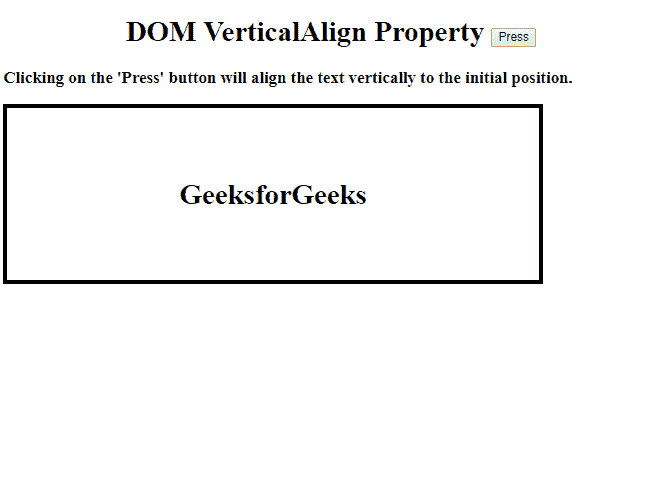 DOM VerticalAlign Property Press
Clicking on the 'Press' button will align the text vertically to the initial position.
GeeksforGeeks